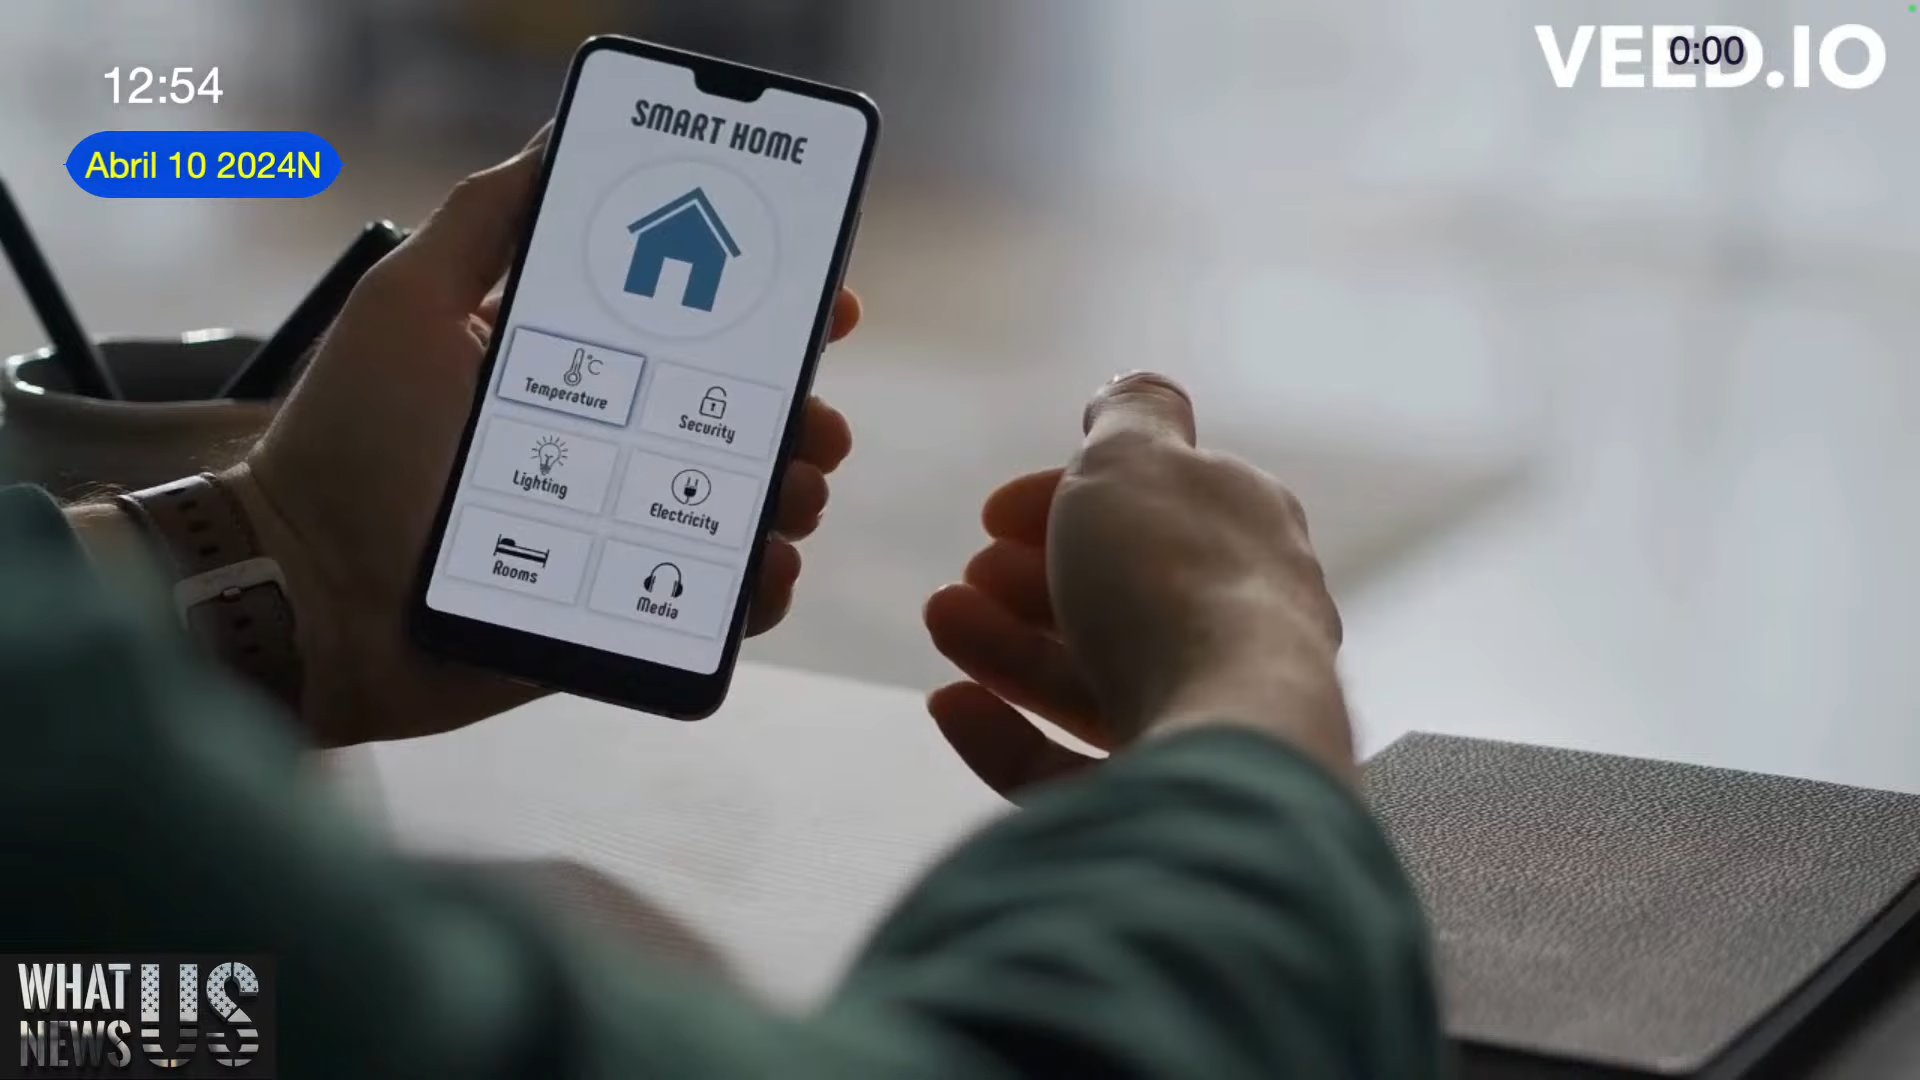 12:54
Abril 10 2024N
VEED.IO
0:00
SMART HOME
°C
Temperature
Security
Lighting
Electricity
Rooms
Media
WHAT
NEWS
US